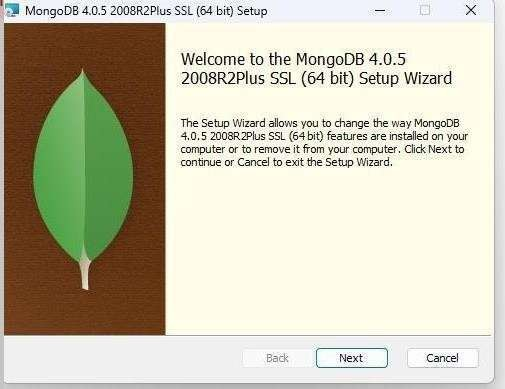 MongoDB 4.0.5 2008R2Plus SSL (64 bit) Setup
Welcome to the MongoDB 4.0.5
2008R2Plus SSL (64 bit) Setup Wizard
The Setup Wizard allows you to change the way MongoDB
4.0.5 2008R2Plus SSL (64 bit) features are installed on your
computer or to remove it from your computer. Click Next to
continue or Cancel to exit the Setup Wizard.
Back
Next
Cancel